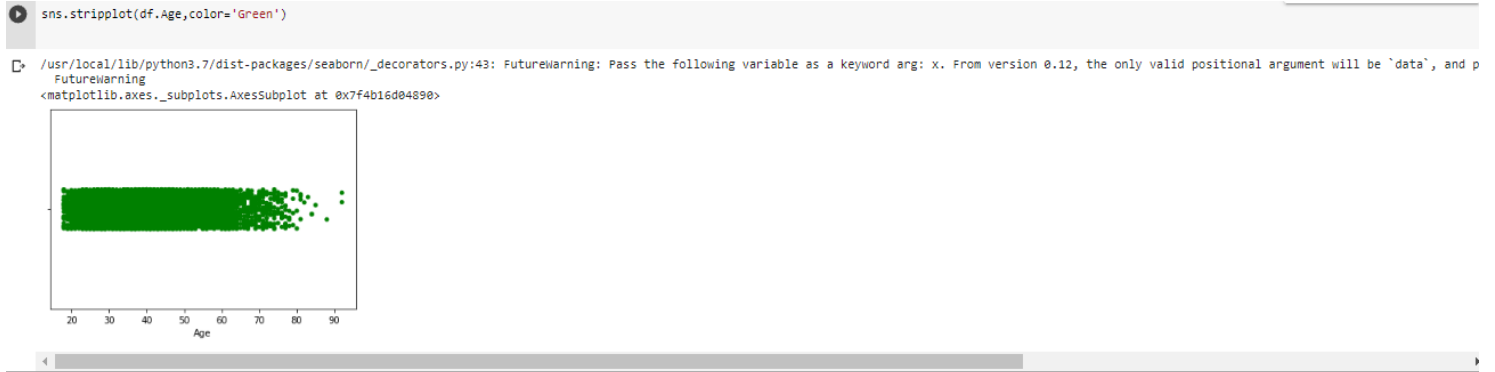 sns.stripplot(df.Age,color='Green')
/usr/local/lib/python3.7/dist-packages/seaborn/_decorators.py:43: FutureWarning: Pass the following variable as a keyword arg: x. From version 0.12, the only valid positional argument will be `data`, and p
FutureWarning
<matplotlib.axes._subplots.AxesSubplot at 0x7f4b16d04890>
20 30 40 50 60 70 80 90
Age